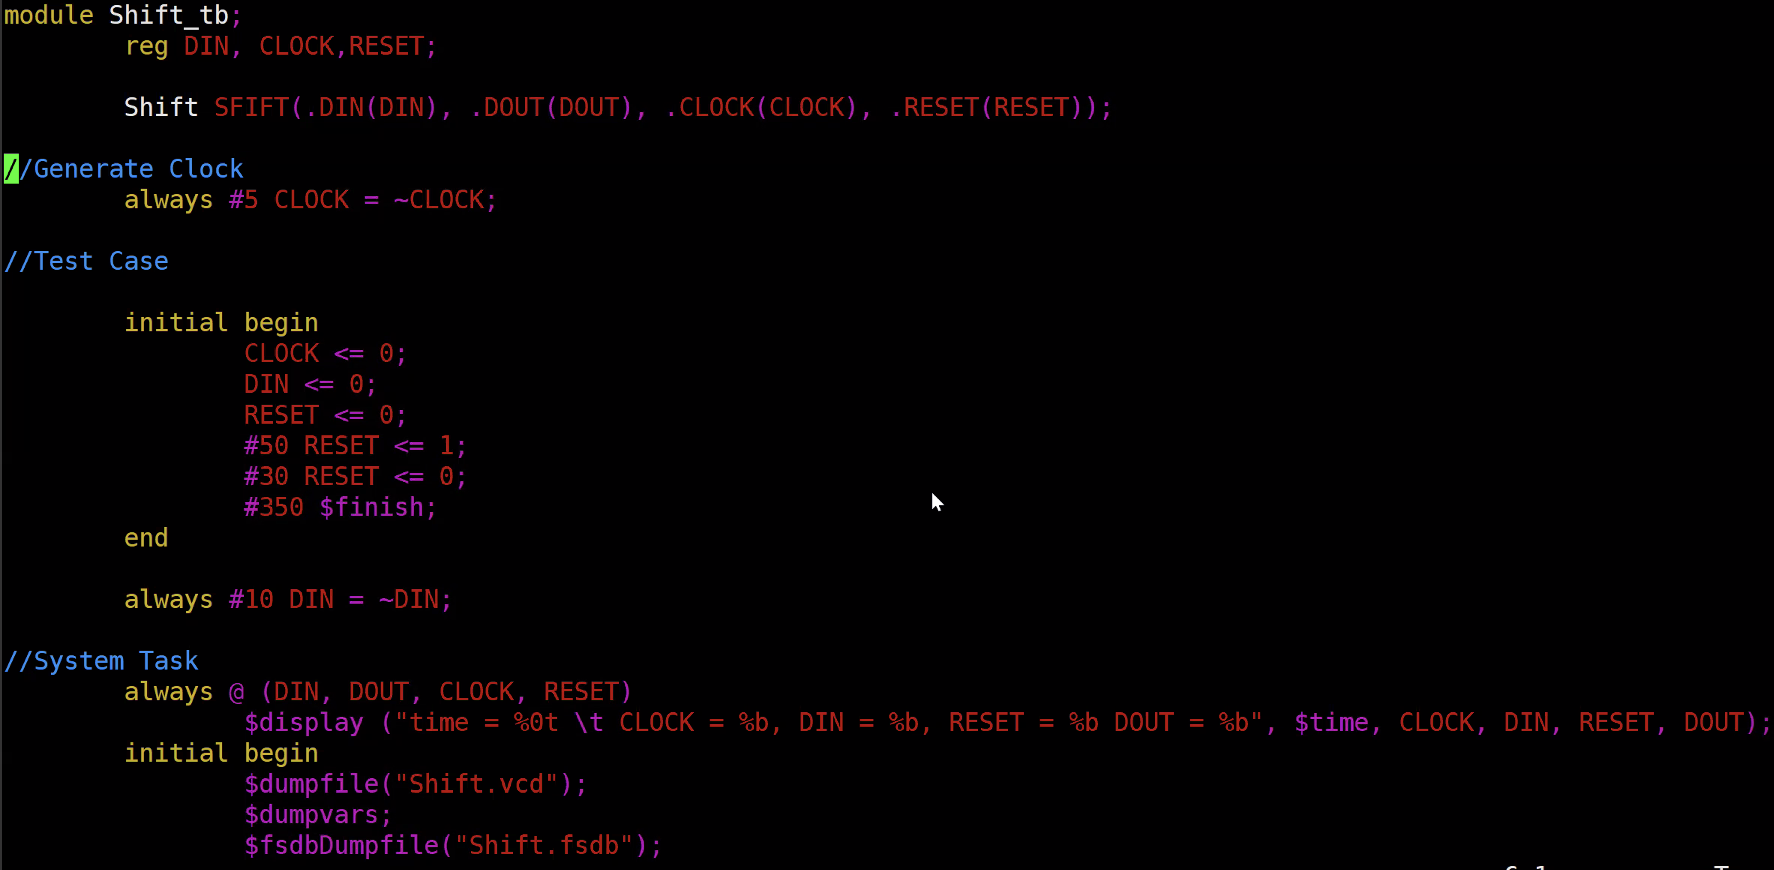 module Shift_tb;
reg DIN, CLOCK,RESET;
Shift SFIFT(.DIN(DIN), .DOUT(DOUT), .CLOCK(CLOCK), .RESET(RESET));
//Generate Clock
always #5 CLOCK = ~CLOCK;
//Test Case
initial begin
CLOCK <= 0;
DIN <= 0;
RESET <= 0;
#50 RESET <= 1;
#30 RESET <= 0;
#350 $finish;
end
always #10 DIN = ~DIN;
//System Task
always @ (DIN, DOUT, CLOCK, RESET)
$display ("time = %0t \t CLOCK = %b, DIN = %b, RESET = %b DOUT = %b", $time, CLOCK, DIN, RESET, DOUT);
initial begin
$dumpfile("Shift.vcd");
$dumpvars;
$fsdbDumpfile("Shift.fsdb");